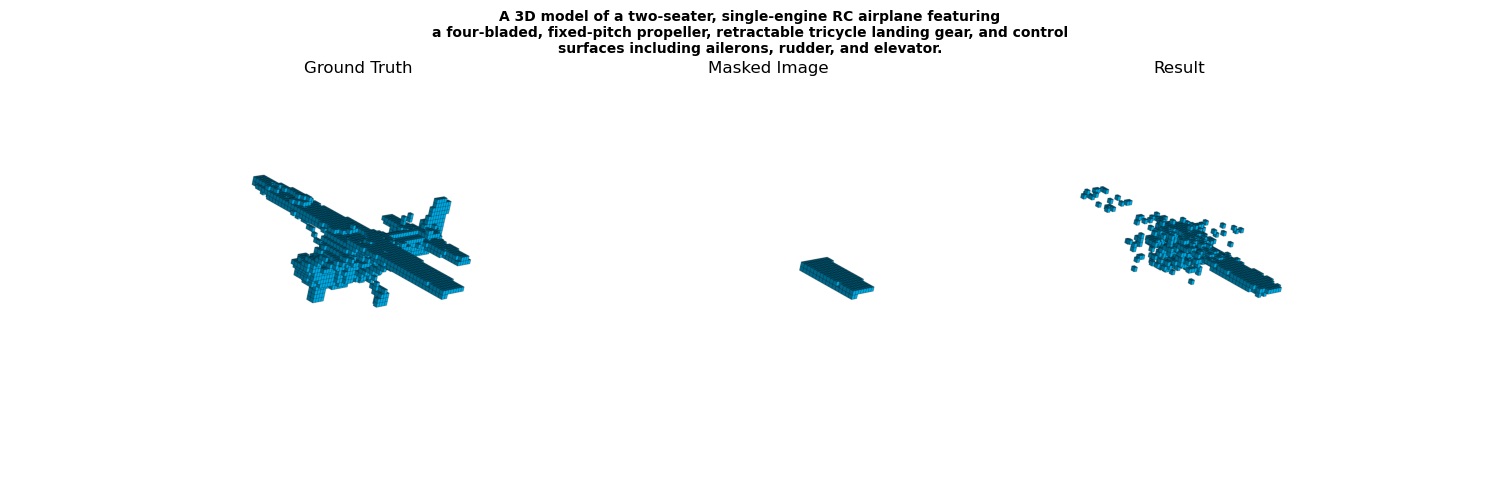 A 3D model of a two-seater, single-engine RC airplane featuring
a four-bladed, fixed-pitch propeller, retractable tricycle landing gear, and control
surfaces including ailerons, rudder, and elevator.
Ground Truth
Masked Image
Result